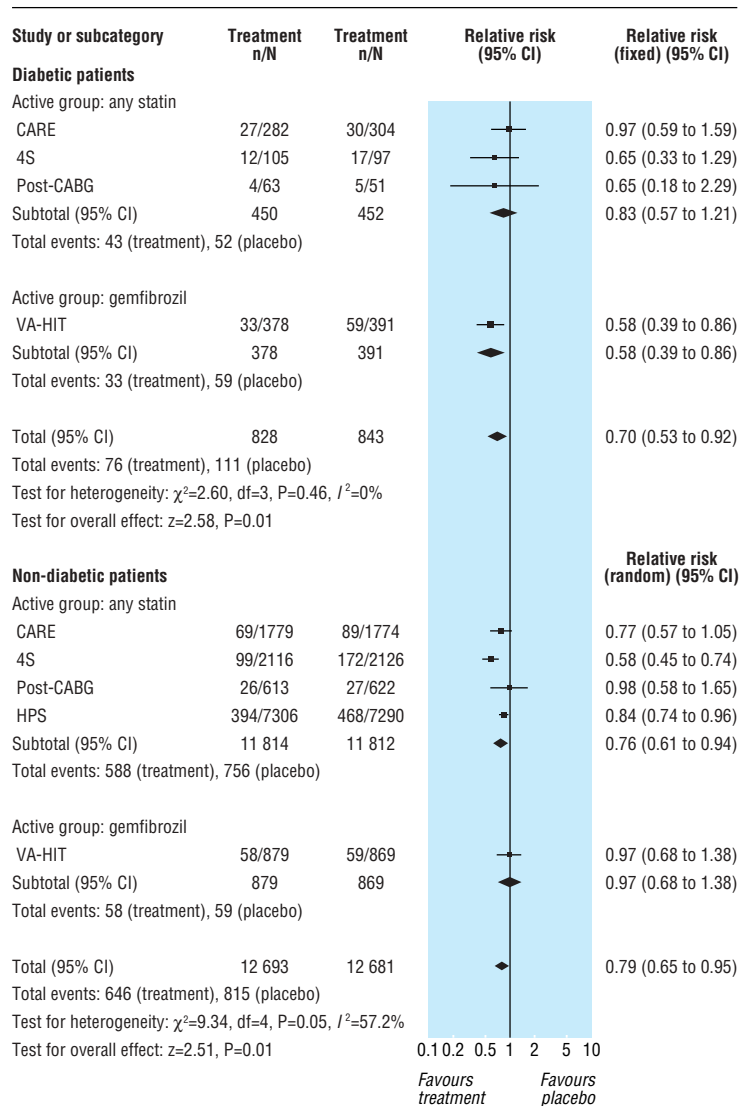 Study or subcategory Treatment n/N Treatment n/N Relative risk (95% CI) Relative risk (fixed) (95% CI)
Diabetic patients
Active group: any statin
CARE 27/282 30/304 0.97 (0.59 to 1.59)
4S 12/105 17/97 0.65 (0.33 to 1.29)
Post-CABG 4/63 5/51 0.65 (0.18 to 2.29)
Subtotal (95% CI) 450 452 0.83 (0.57 to 1.21)
Total events: 43 (treatment), 52 (placebo)
Active group: gemfibrozil
VA-HIT 33/378 59/391 0.58 (0.39 to 0.86)
Subtotal (95% CI) 378 391 0.58 (0.39 to 0.86)
Total events: 33 (treatment), 59 (placebo)
Total (95% CI) 828 843 0.70 (0.53 to 0.92)
Total events: 76 (treatment), 111 (placebo)
Test for heterogeneity: χ²=2.60, df=3, P=0.46, I²=0%
Test for overall effect: z=2.58, P=0.01
Non-diabetic patients Relative risk (random) (95% CI)
Active group: any statin
CARE 69/1779 89/1774 0.77 (0.57 to 1.05)
4S 99/2116 172/2126 0.58 (0.45 to 0.74)
Post-CABG 26/613 27/622 0.98 (0.58 to 1.65)
HPS 394/7306 468/7290 0.84 (0.74 to 0.96)
Subtotal (95% CI) 11 814 11 812 0.76 (0.61 to 0.94)
Total events: 588 (treatment), 756 (placebo)
Active group: gemfibrozil
VA-HIT 58/879 59/869 0.97 (0.68 to 1.38)
Subtotal (95% CI) 879 869 0.97 (0.68 to 1.38)
Total events: 58 (treatment), 59 (placebo)
Total (95% CI) 12 693 12 681 0.79 (0.65 to 0.95)
Total events: 646 (treatment), 815 (placebo)
Test for heterogeneity: χ²=9.34, df=4, P=0.05, I²=57.2%
Test for overall effect: z=2.51, P=0.01
0.1 0.2 0.5 1 2 5 10
Favours treatment Favours placebo